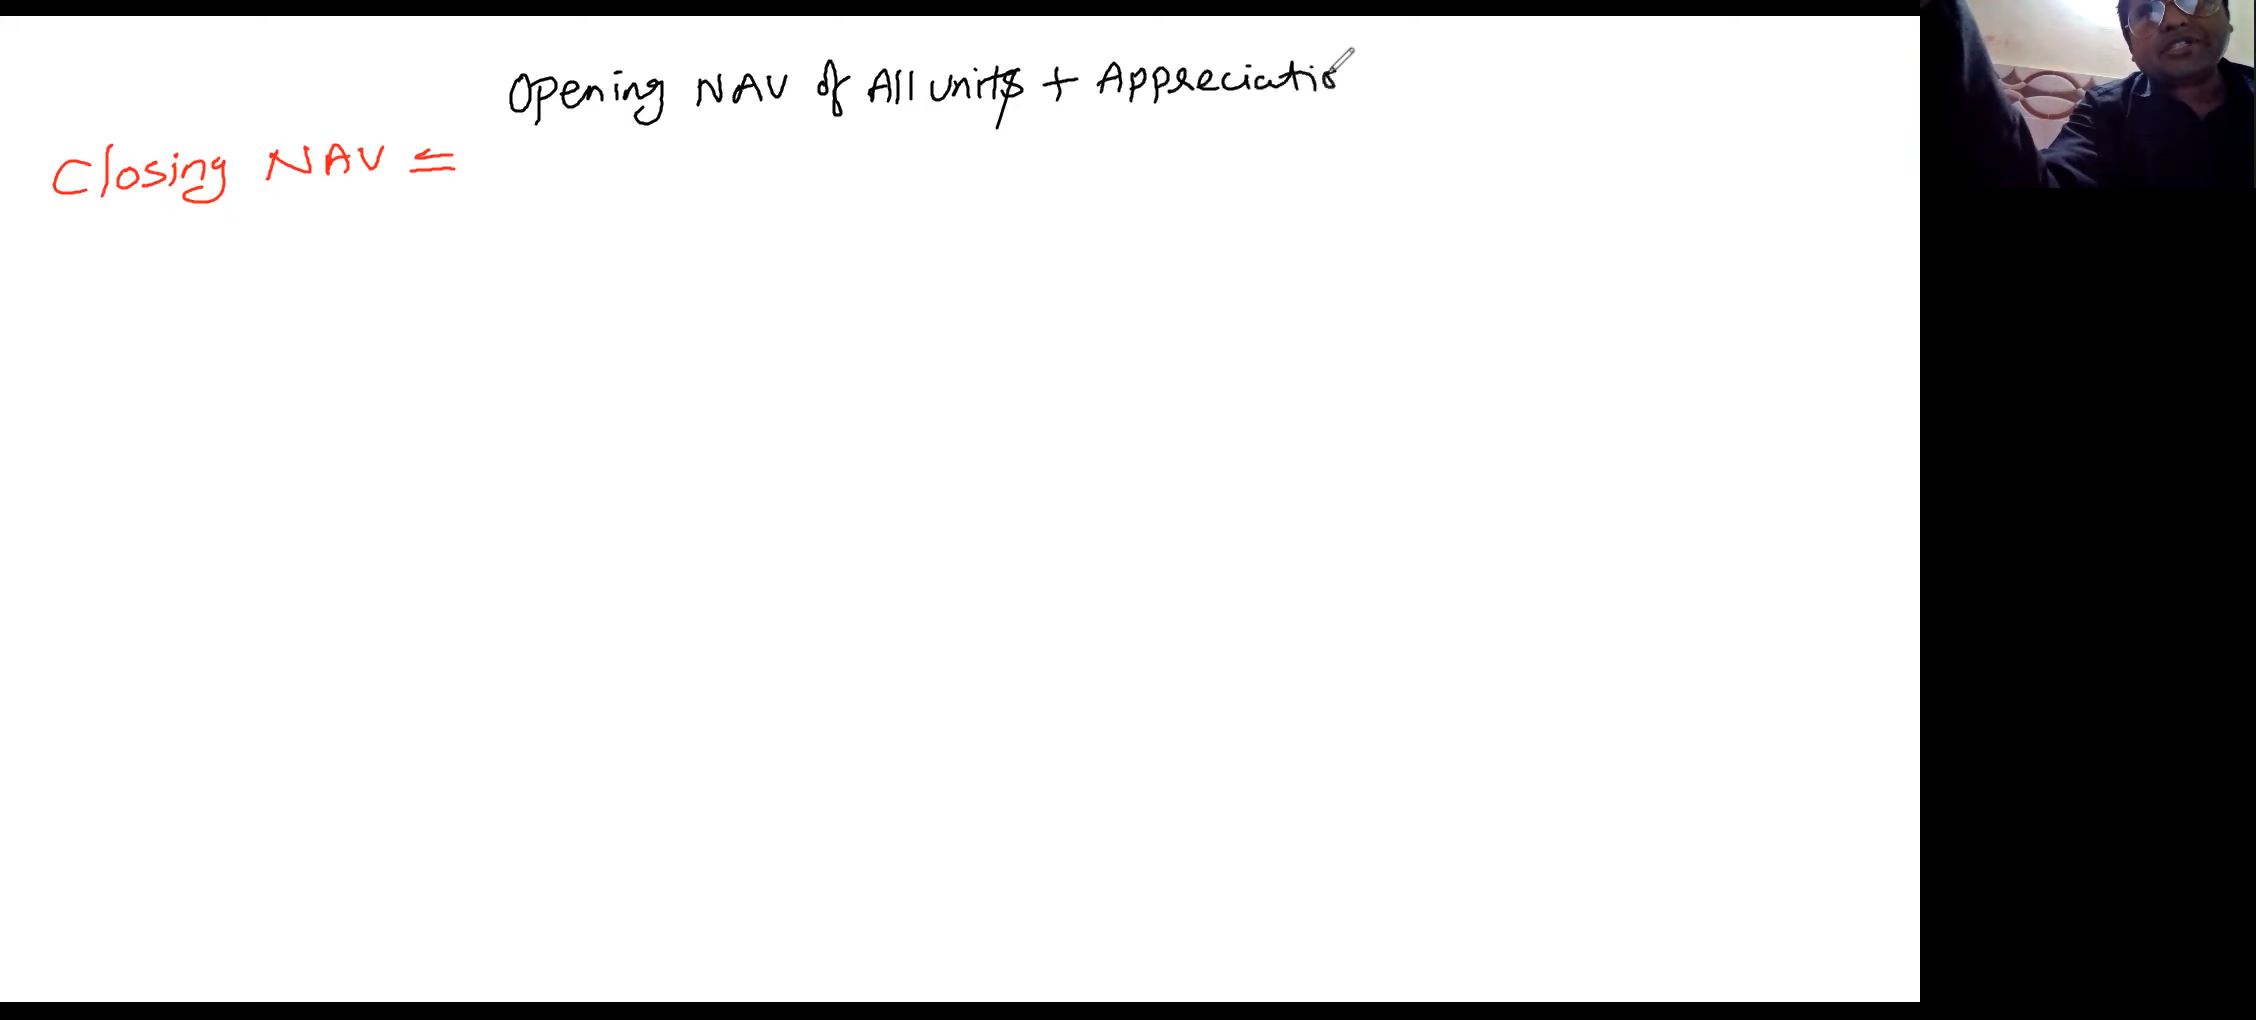 Opening NAV of All units + Appreciatio
Closing NAV =